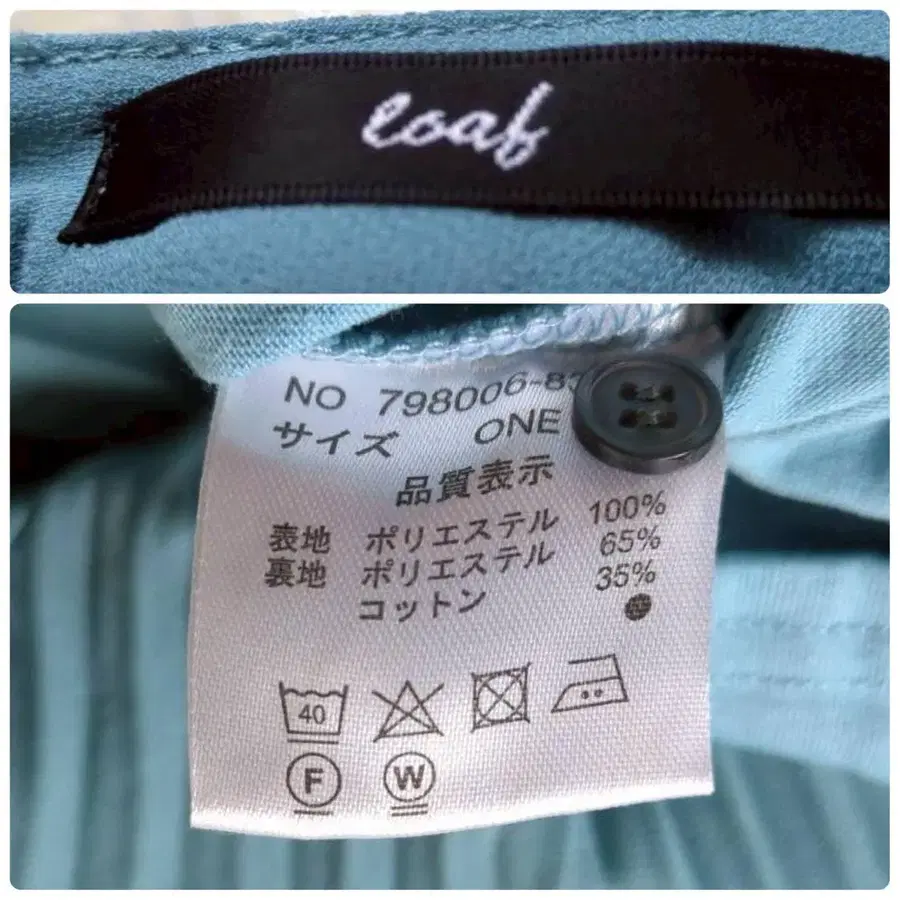 loaf
NO 798006-8
サイズ ONE
品質表示
表地 ポリエステル 100%
裏地 ポリエステル 65%
コットン 35%
40
F W